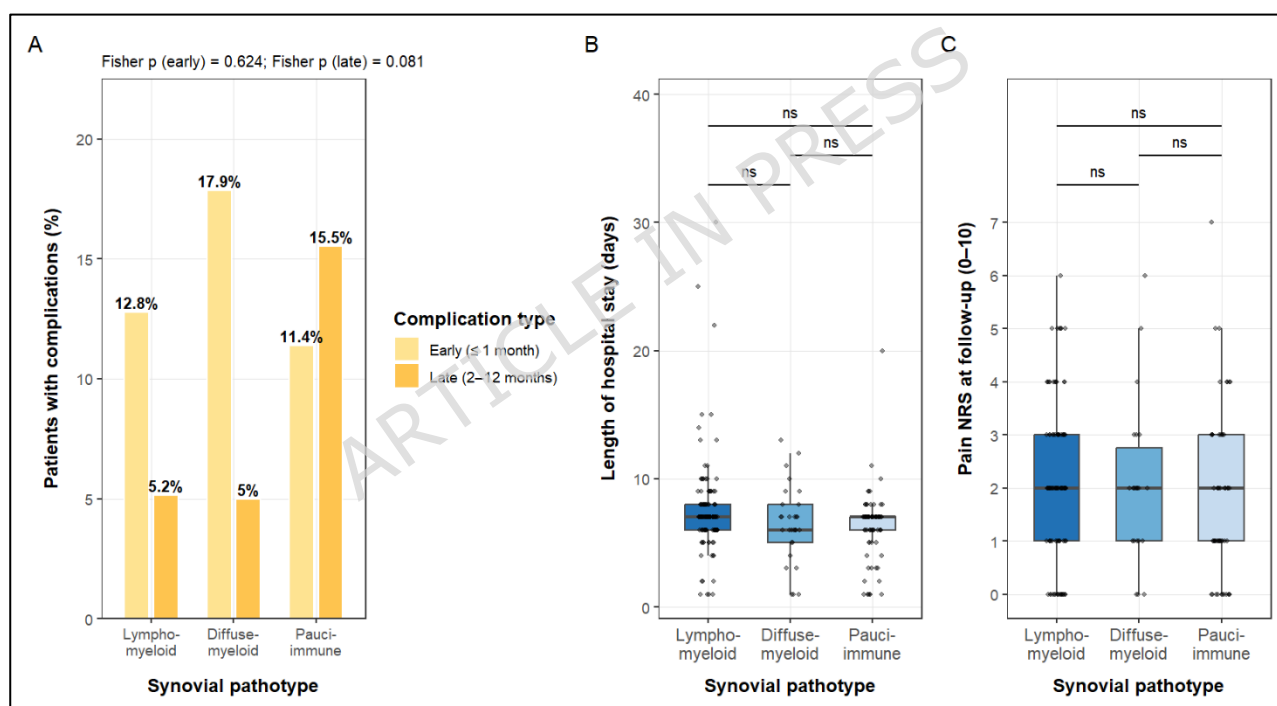 A
Fisher p (early) = 0.624; Fisher p (late) = 0.081
Patients with complications (%)
20
15
10
5
0
12.8%
5.2%
17.9%
5%
11.4%
15.5%
Lympho-
myeloid
Diffuse-
myeloid
Pauci-
immune
Synovial pathotype
Complication type
Early (≤ 1 month)
Late (2–12 months)
B
Length of hospital stay (days)
40
30
20
10
0
ns
ns
ns
Lympho-
myeloid
Diffuse-
myeloid
Pauci-
immune
Synovial pathotype
C
Pain NRS at follow-up (0–10)
7
6
5
4
3
2
1
0
ns
ns
ns
Lympho-
myeloid
Diffuse-
myeloid
Pauci-
immune
Synovial pathotype
ARTICLE IN PRESS